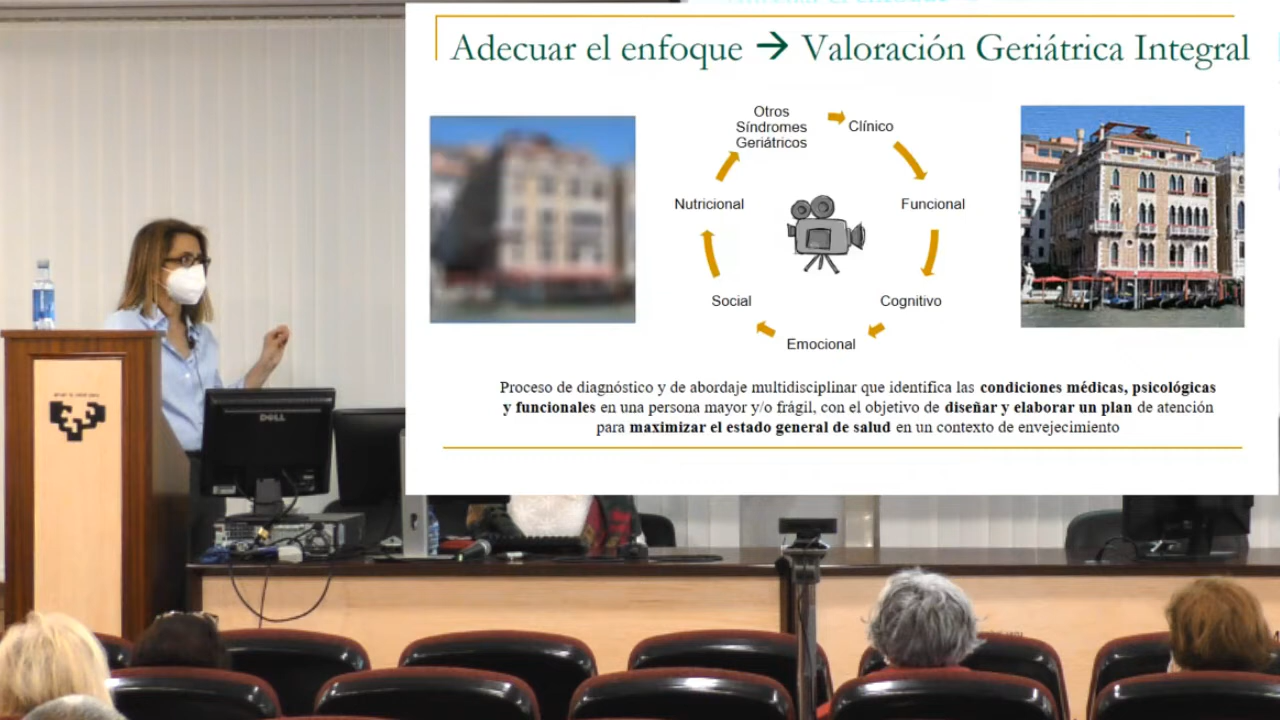 Adecuar el enfoque → Valoración Geriátrica Integral
Otros
Síndromes
Geriátricos
Clínico
Funcional
Cognitivo
Emocional
Social
Nutricional
Proceso de diagnóstico y de abordaje multidisciplinar que identifica las condiciones médicas, psicológicas
y funcionales en una persona mayor y/o frágil, con el objetivo de diseñar y elaborar un plan de atención
para maximizar el estado general de salud en un contexto de envejecimiento
DELL